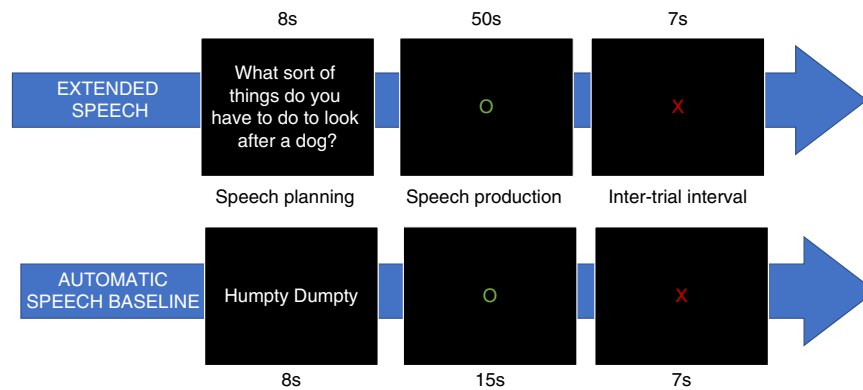 8s 50s 7s
EXTENDED
SPEECH
What sort of
things do you
have to do to look
after a dog?
O
X
Speech planning Speech production Inter-trial interval
AUTOMATIC
SPEECH BASELINE
Humpty Dumpty
O
X
8s 15s 7s